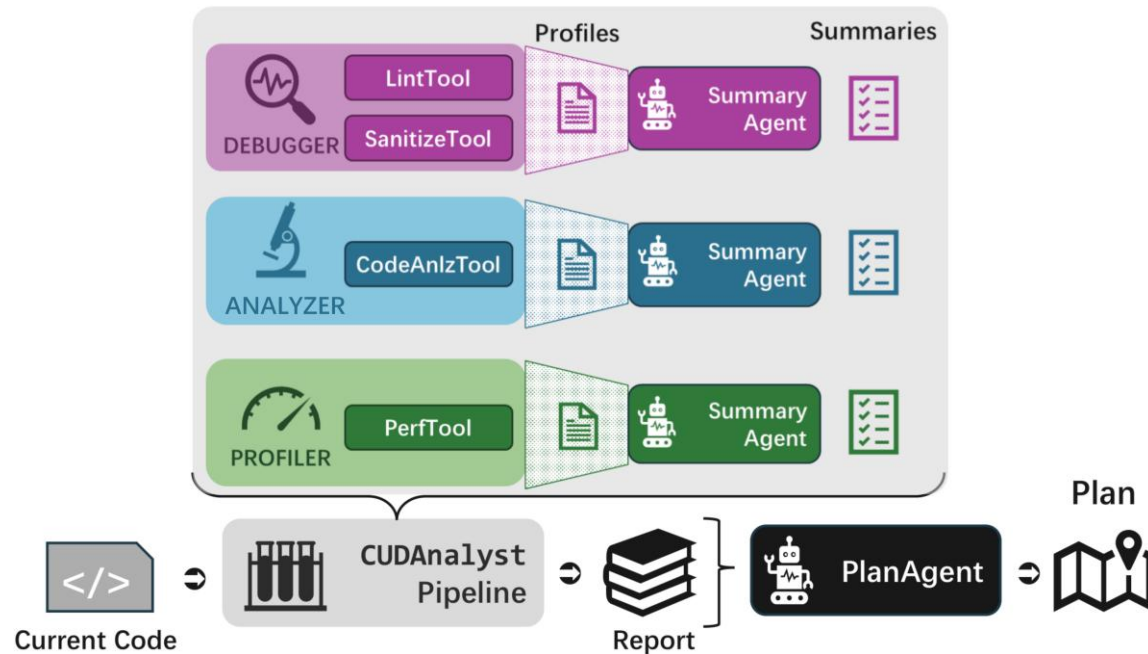 Profiles
Summaries
LintTool
SanitizeTool
DEBUGGER
Summary
Agent
CodeAnlzTool
ANALYZER
Summary
Agent
PerfTool
PROFILER
Summary
Agent
</>
Current Code
CUDAnalyst
Pipeline
Report
PlanAgent
Plan